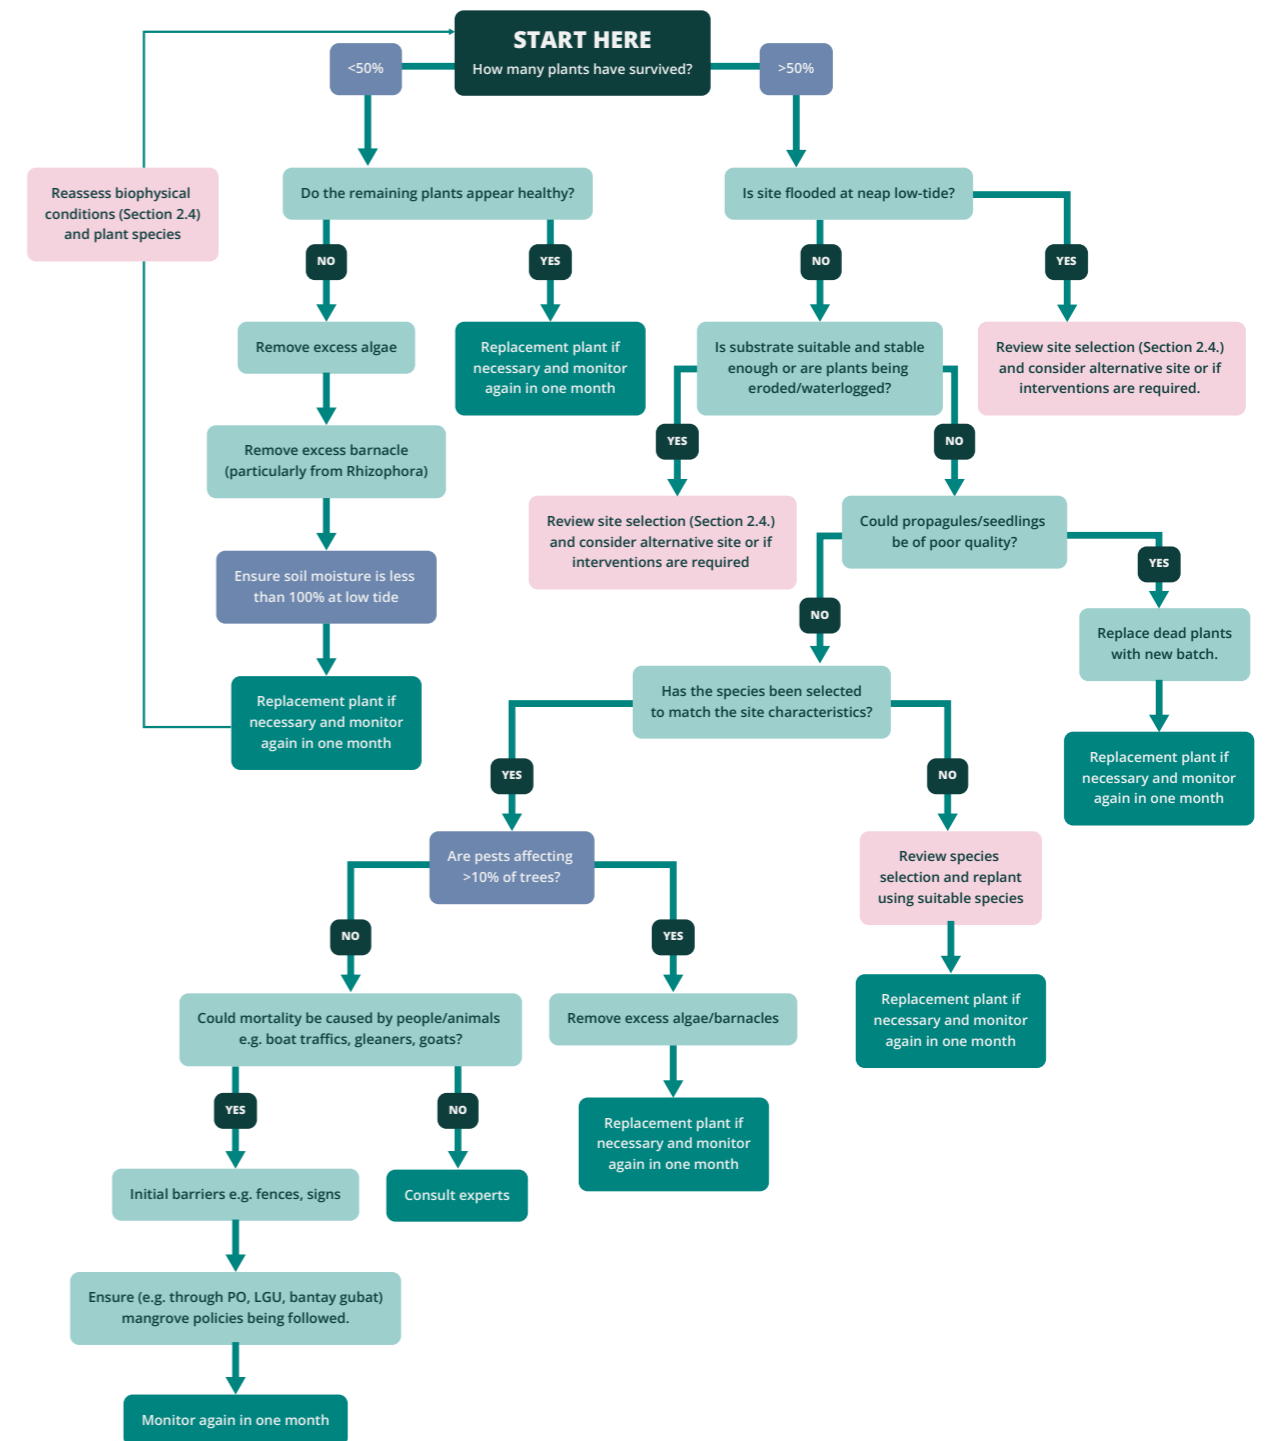 START HERE
How many plants have survived?
<50%
>50%
Reassess biophysical
conditions (Section 2.4)
and plant species
Do the remaining plants appear healthy?
Is site flooded at neap low-tide?
NO
YES
NO
YES
Remove excess algae
Replacement plant if
necessary and monitor
again in one month
Is substrate suitable and stable
enough or are plants being
eroded/waterlogged?
Review site selection (Section 2.4.)
and consider alternative site or if
interventions are required.
Remove excess barnacle
(particularly from Rhizophora)
YES
NO
Review site selection (Section 2.4.)
and consider alternative site or if
interventions are required
Could propagules/seedlings
be of poor quality?
Ensure soil moisture is less
than 100% at low tide
YES
NO
Replace dead plants
with new batch.
Replacement plant if
necessary and monitor
again in one month
Has the species been selected
to match the site characteristics?
Replacement plant if
necessary and monitor
again in one month
YES
NO
Are pests affecting
>10% of trees?
Review species
selection and replant
using suitable species
NO
YES
Could mortality be caused by people/animals
e.g. boat traffics, gleaners, goats?
Remove excess algae/barnacles
Replacement plant if
necessary and monitor
again in one month
YES
NO
Replacement plant if
necessary and monitor
again in one month
Initial barriers e.g. fences, signs
Consult experts
Ensure (e.g. through PO, LGU, bantay gubat)
mangrove policies being followed.
Monitor again in one month